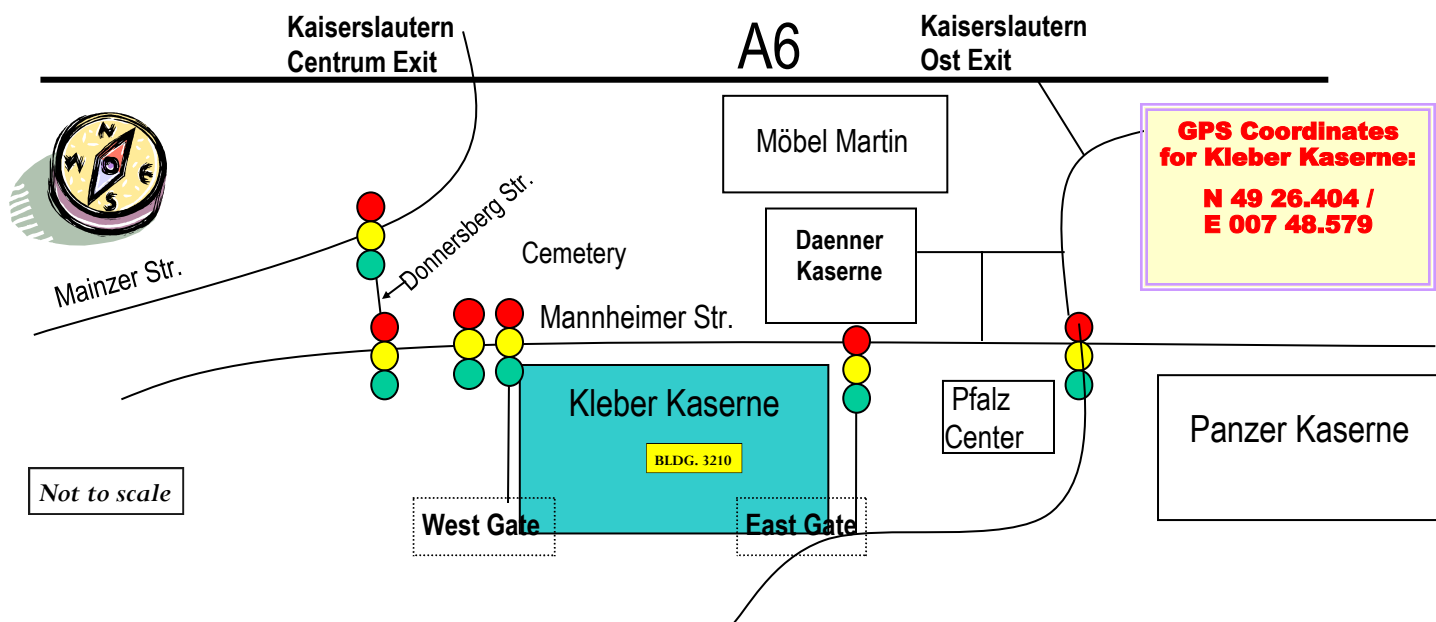 Kaiserslautern
Centrum Exit
A6
Kaiserslautern
Ost Exit
N
W
E
S
Möbel Martin
GPS Coordinates
for Kleber Kaserne:
N 49 26.404 /
E 007 48.579
Mainzer Str.
Donnersberg Str.
Cemetery
Daenner
Kaserne
Mannheimer Str.
Kleber Kaserne
BLDG. 3210
Pfalz
Center
Panzer Kaserne
Not to scale
West Gate
East Gate